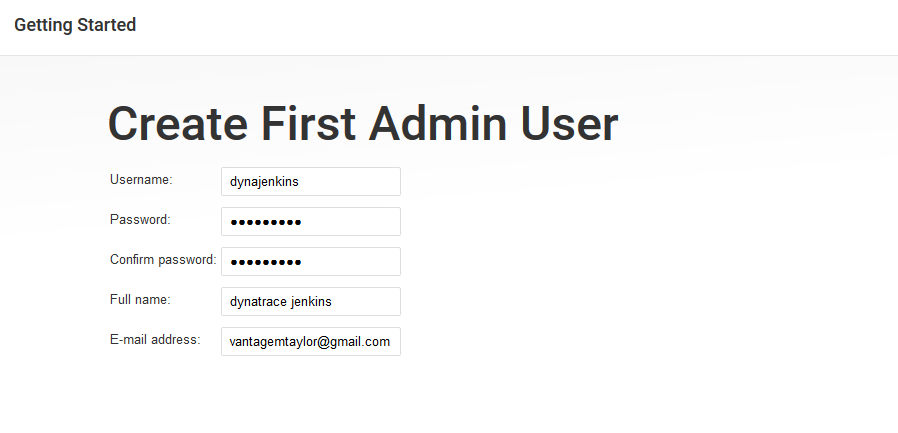 Getting Started
Create First Admin User
Username: dynajenkins
Password: •••••••••
Confirm password: •••••••••
Full name: dynatrace jenkins
E-mail address: vantagemtaylor@gmail.com